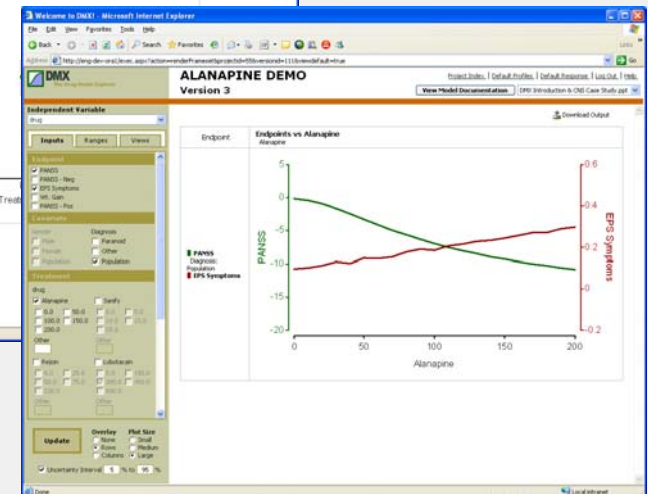 Welcome to DMX! - Microsoft Internet Explorer
File Edit View Favorites Tools Help
Back Search Favorites
Go
Links
DMX
ALANAPINE DEMO
Version 3
Project Index | Default Profiles | Default Response | Log Out | Help
View Model Documentation
DMX Introduction & CNS Case Study.ppt
Independent Variable
drug
Download Output
Inputs Ranges Views
Endpoint
PANSS
PANSS - Neg
EPS Symptoms
Wt. Gain
PANSS - Pos
Covariate
Gender Diagnosis
Male Paranoid
Female Other
Population Population
Treatment
drug
Alanapine
0.0 50.0
100.0 150.0
200.0
Other
Other
Endpoint
Endpoints vs Alanapine
Alanapine
PANSS
Diagnosis:
Population
EPS Symptoms
5
0
-5
-10
-15
-20
PANSS
0 50 100 150 200
Alanapine
0.6
0.4
0.2
0
-0.2
EPS Symptoms
Update
Overlay Plot Size
None Small
Rows Medium
Columns Large
Uncertainty Interval 5 % to 95 %
Done
Local intranet
Treat